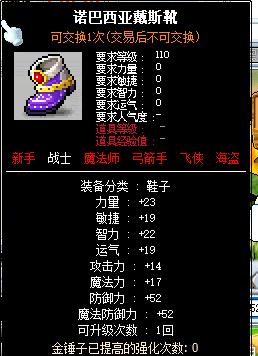 诺巴西亚戴斯靴
可交换1次(交易后不可交换)
要求等级: 110
要求力量: 0
要求敏捷: 0
要求智力: 0
要求运气: 0
要求人气度: -
道具等级: -
道具经验值: -
新手 战士 魔法师 弓箭手 飞侠 海盗
装备分类 : 鞋子
力量 : +23
敏捷 : +19
智力 : +22
运气 : +19
攻击力 : +14
魔法力 : +17
防御力 : +52
魔法防御力 : +52
可升级次数 : 1回
金锤子已提高的强化次数: 0